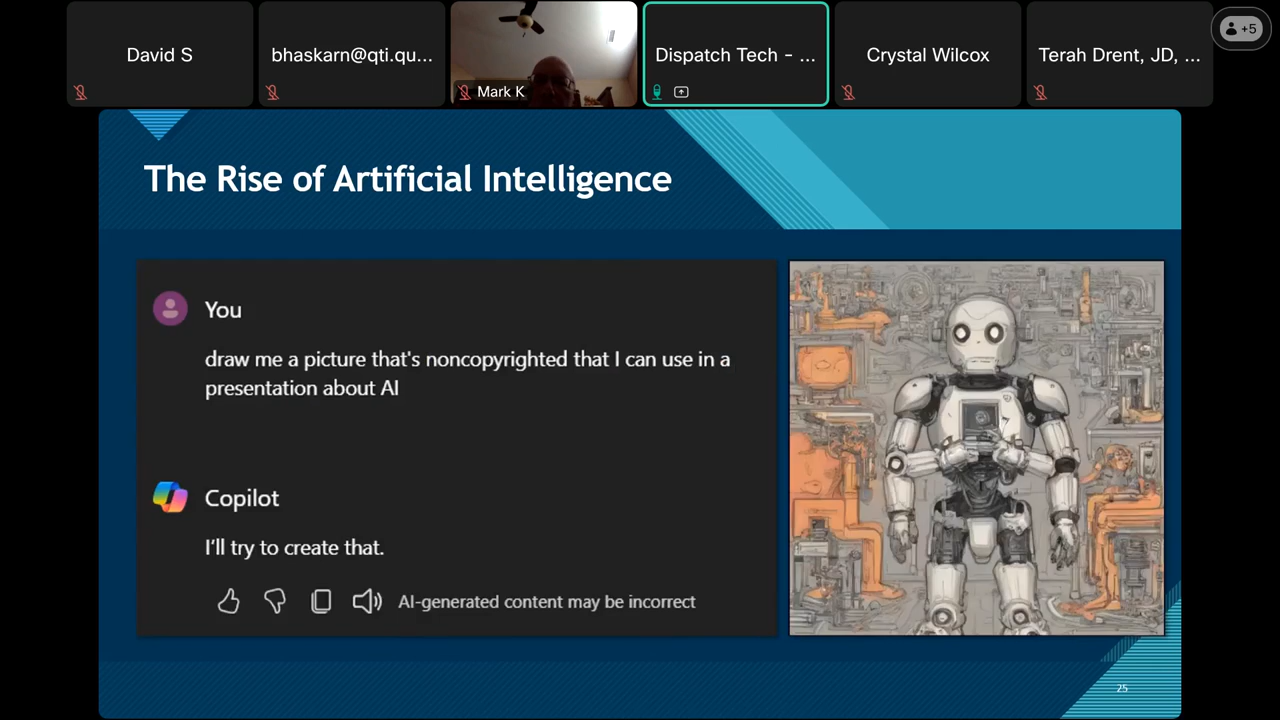 David S
bhaskarn@qti.qu...
Mark K
Dispatch Tech - ...
Crystal Wilcox
Terah Drent, JD, ...
+5
The Rise of Artificial Intelligence
You
draw me a picture that's noncopyrighted that I can use in a
presentation about AI
Copilot
I'll try to create that.
AI-generated content may be incorrect
25